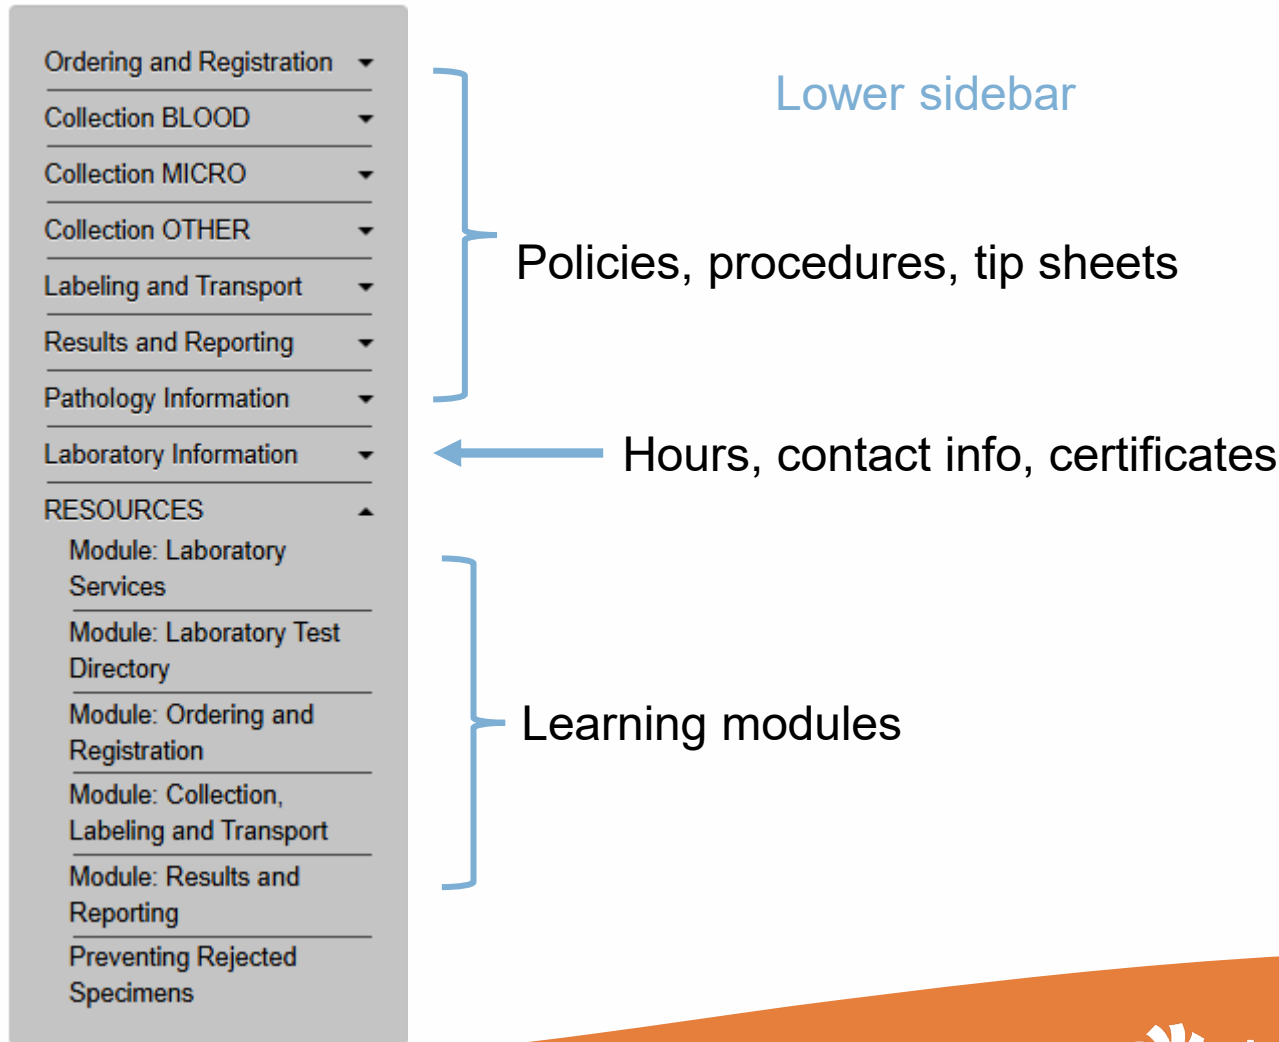 Ordering and Registration
Collection BLOOD
Collection MICRO
Collection OTHER
Labeling and Transport
Results and Reporting
Pathology Information
Laboratory Information
RESOURCES
Module: Laboratory
Services
Module: Laboratory Test
Directory
Module: Ordering and
Registration
Module: Collection,
Labeling and Transport
Module: Results and
Reporting
Preventing Rejected
Specimens
Lower sidebar
Policies, procedures, tip sheets
Hours, contact info, certificates
Learning modules